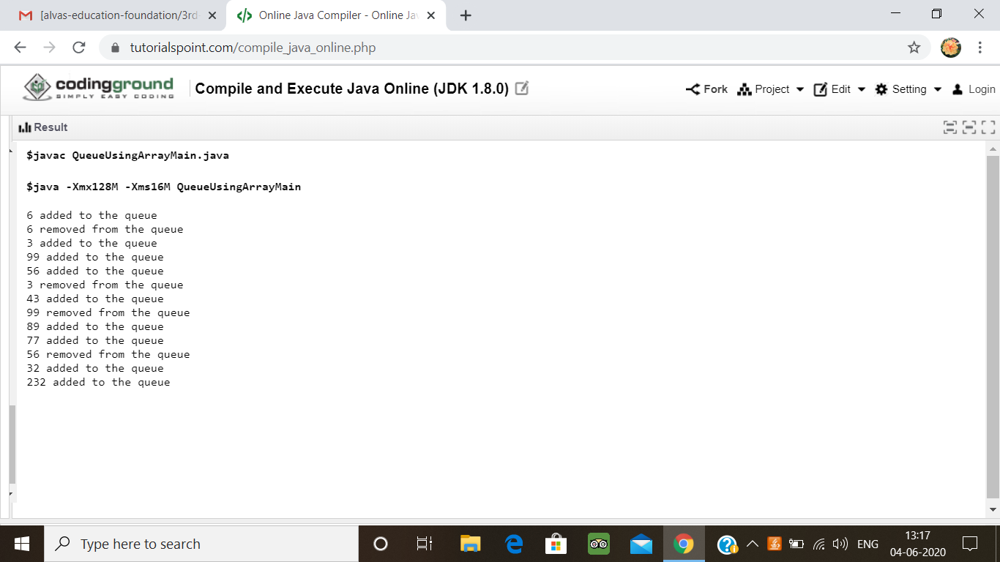 [alvas-education-foundation/3rd
Online Java Compiler - Online Jav
tutorialspoint.com/compile_java_online.php
codingground
SIMPLY EASY CODING
Compile and Execute Java Online (JDK 1.8.0)
Fork
Project
Edit
Setting
Login
Result
$javac QueueUsingArrayMain.java
$java -Xmx128M -Xms16M QueueUsingArrayMain
6 added to the queue
6 removed from the queue
3 added to the queue
99 added to the queue
56 added to the queue
3 removed from the queue
43 added to the queue
99 removed from the queue
89 added to the queue
77 added to the queue
56 removed from the queue
32 added to the queue
232 added to the queue
Type here to search
ENG
13:17
04-06-2020